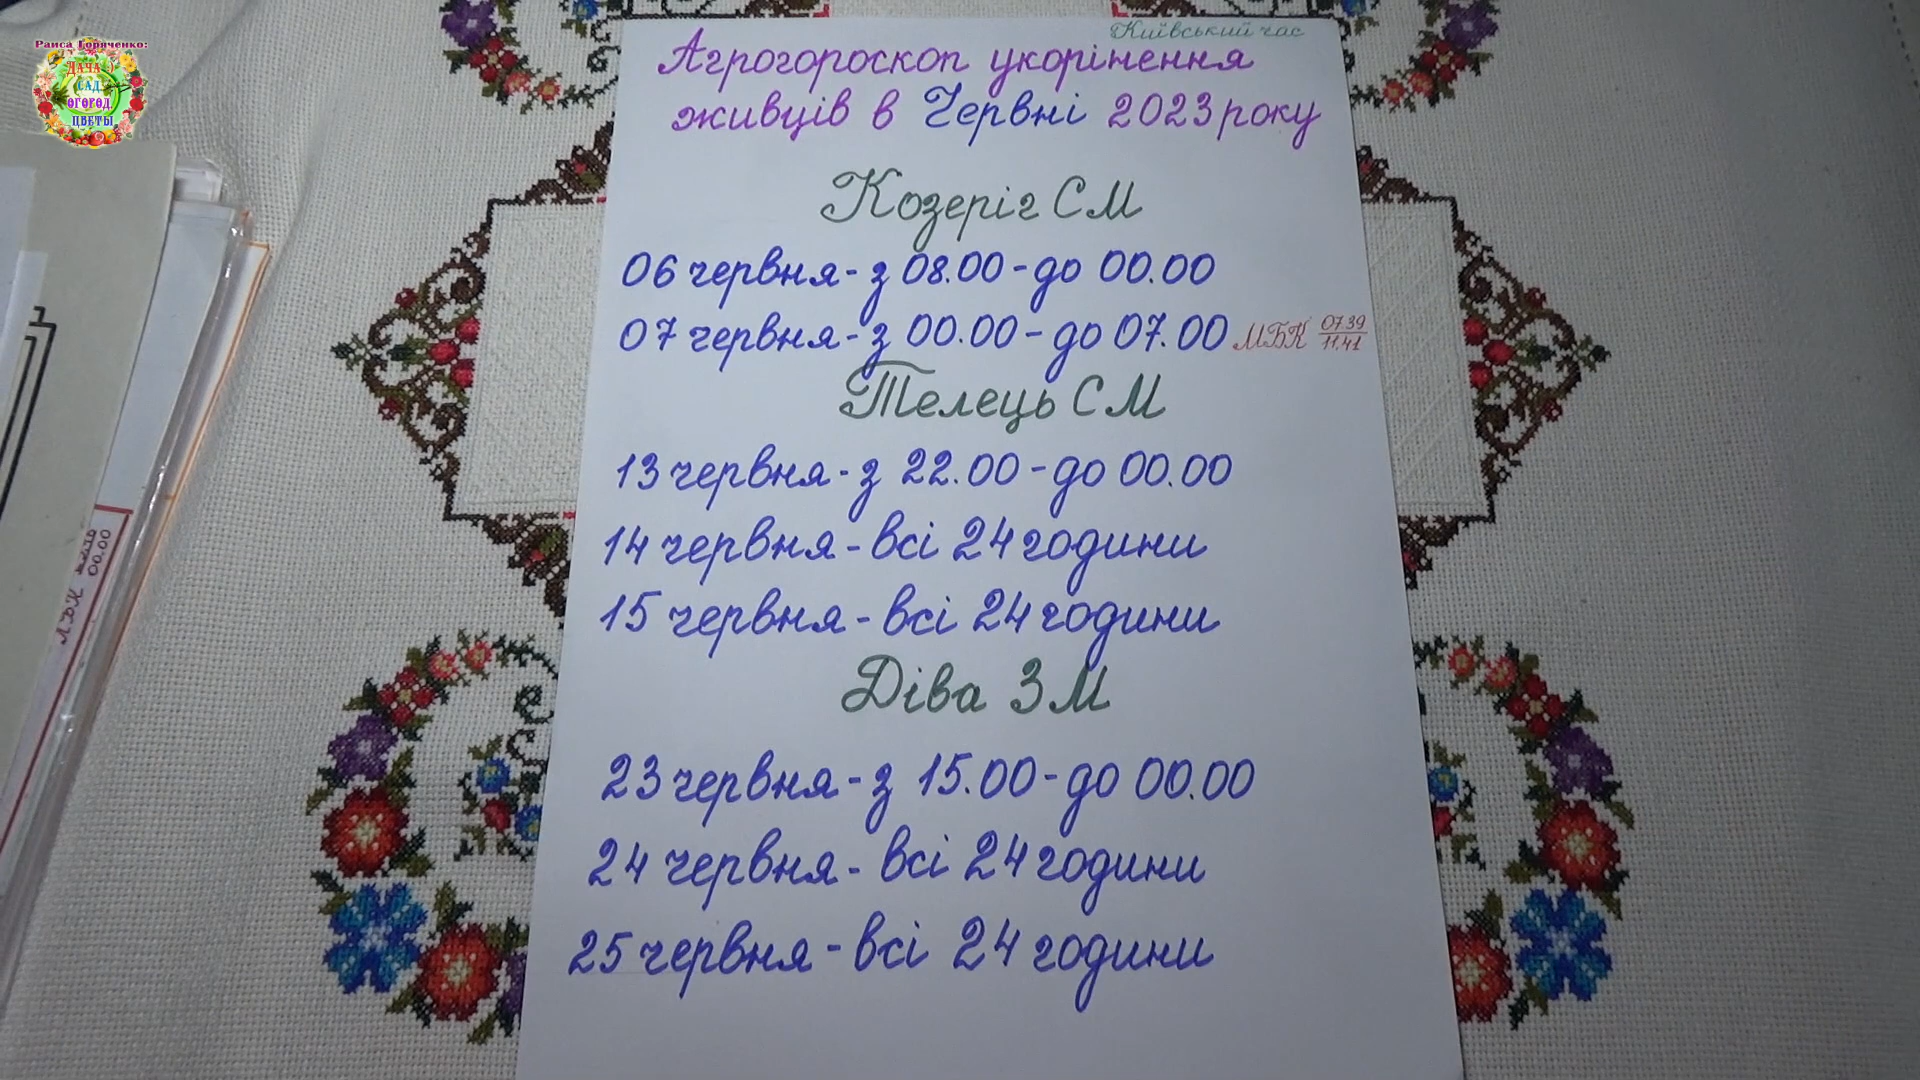 Раиса Горяченко:
Дача
сад
огород
цветы
Київський час
Агрогороскоп укорінення
живців в Червні 2023 року
Козеріг СМ
06 червня - з 08.00 - до 00.00
07 червня - з 00.00 - до 07.00 МБК 07.39 11.41
Телець СМ
13 червня - з 22.00 - до 00.00
14 червня - всі 24 години
15 червня - всі 24 години
Діва ЗМ
23 червня - з 15.00 - до 00.00
24 червня - всі 24 години
25 червня - всі 24 години
00.00